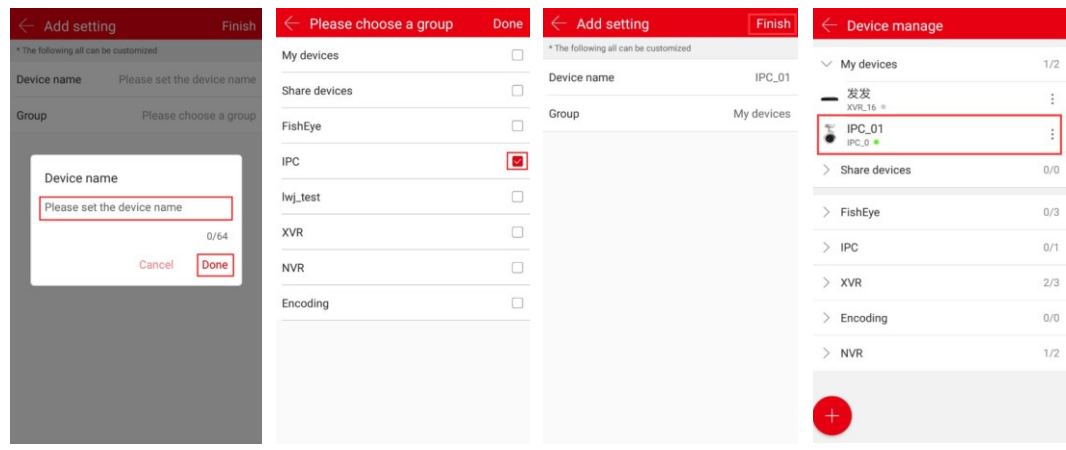 Add setting Finish
* The following all can be customized
Device name Please set the device name
Group Please choose a group
Device name
Please set the device name
0/64
Cancel Done
Please choose a group Done
My devices
Share devices
FishEye
IPC
lwj_test
XVR
NVR
Encoding
Add setting Finish
* The following all can be customized
Device name IPC_01
Group My devices
Device manage
My devices 1/2
发发
XVR_16
IPC_01
IPC_0
Share devices 0/0
FishEye 0/3
IPC 0/1
XVR 2/3
Encoding 0/0
NVR 1/2